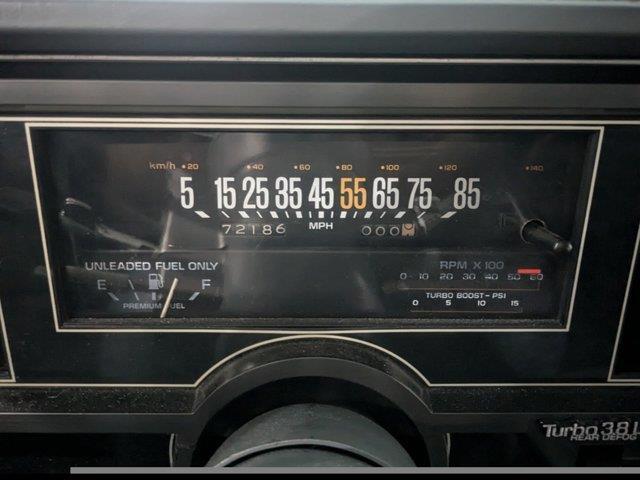 km/h 20 40 60 80 100 120 140
5 15 25 35 45 55 65 75 85
MPH
72186 000
UNLEADED FUEL ONLY
E F
PREMIUM FUEL
RPM X 100
0 10 20 30 40 50 60
TURBO BOOST-PSI
0 5 10 15
Turbo 3.8 L
REAR DEFOG